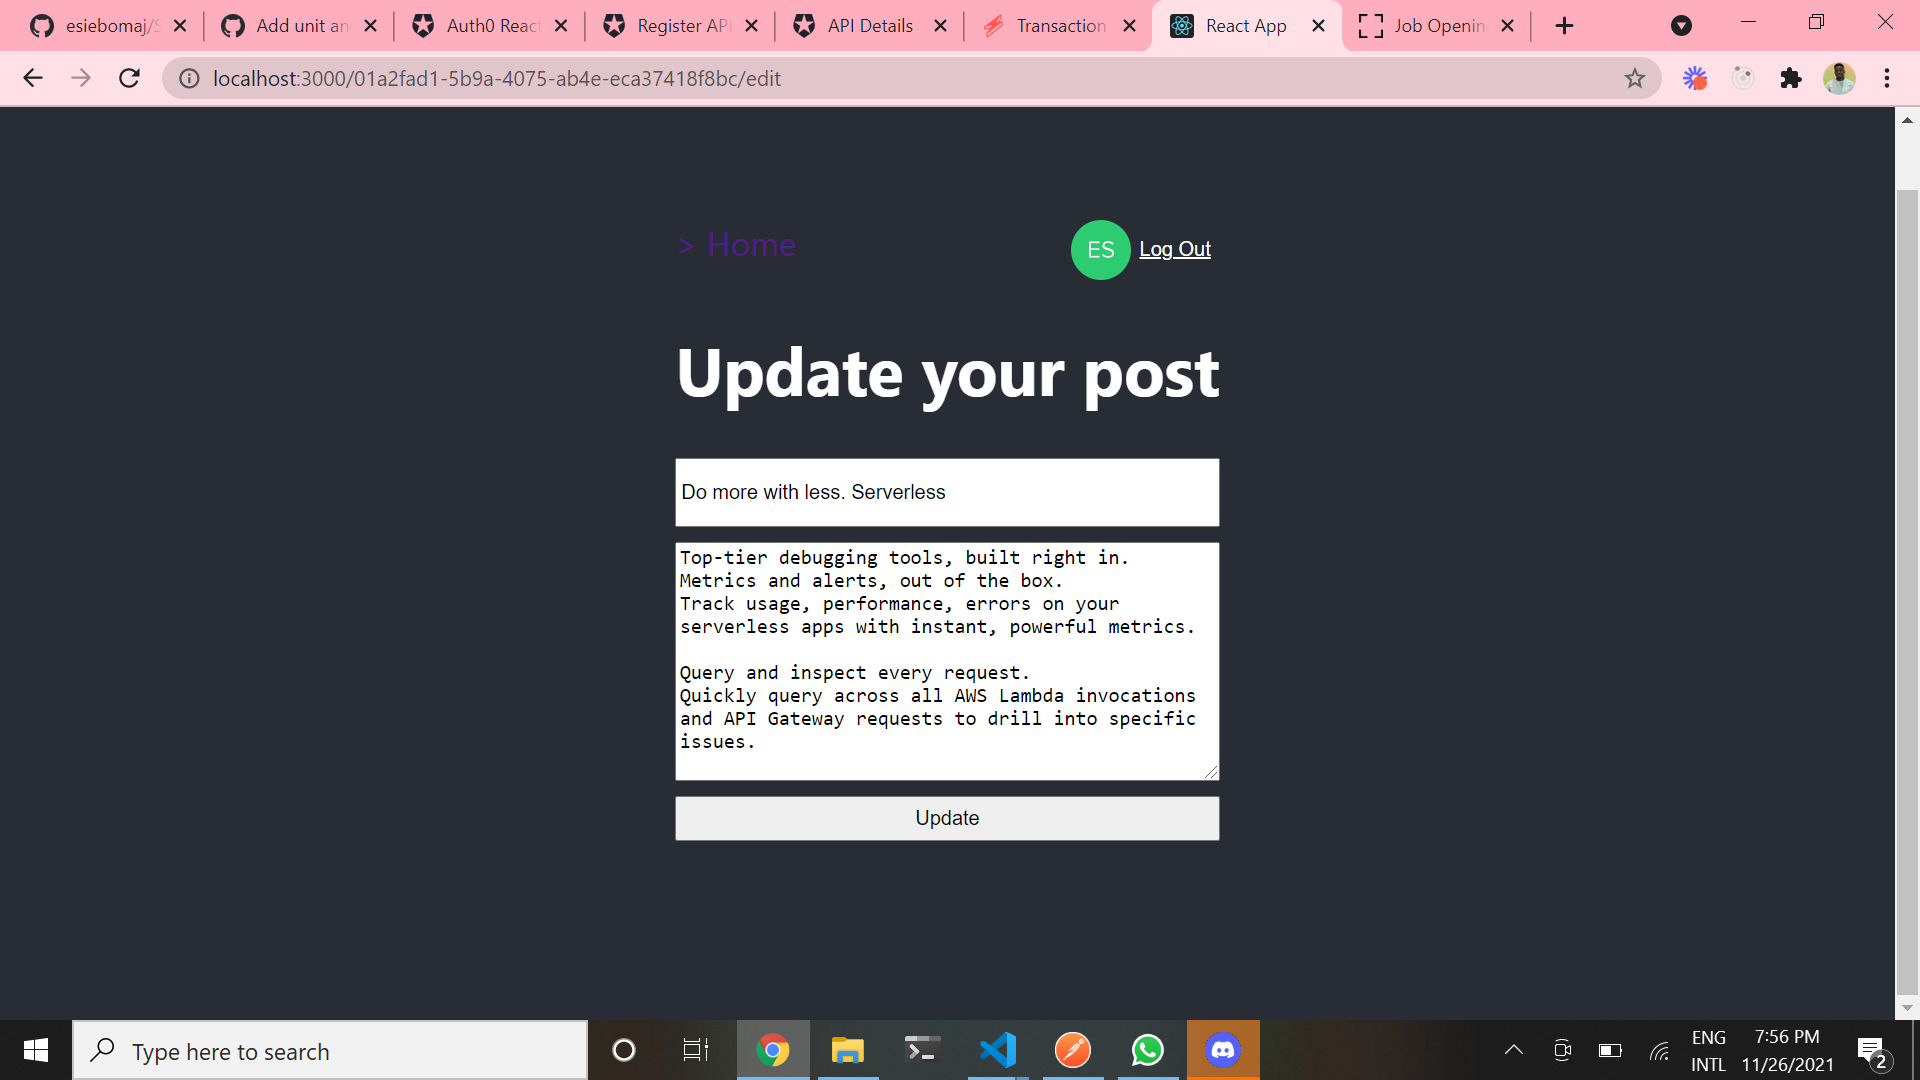 esiebomaj/S
Add unit an
Auth0 React
Register API
API Details
Transaction
React App
Job Opening
localhost:3000/01a2fad1-5b9a-4075-ab4e-eca37418f8bc/edit
> Home
ES
Log Out
Update your post
Do more with less. Serverless
Top-tier debugging tools, built right in.
Metrics and alerts, out of the box.
Track usage, performance, errors on your
serverless apps with instant, powerful metrics.
Query and inspect every request.
Quickly query across all AWS Lambda invocations
and API Gateway requests to drill into specific
issues.
Update
Type here to search
ENG
INTL
7:56 PM
11/26/2021
2